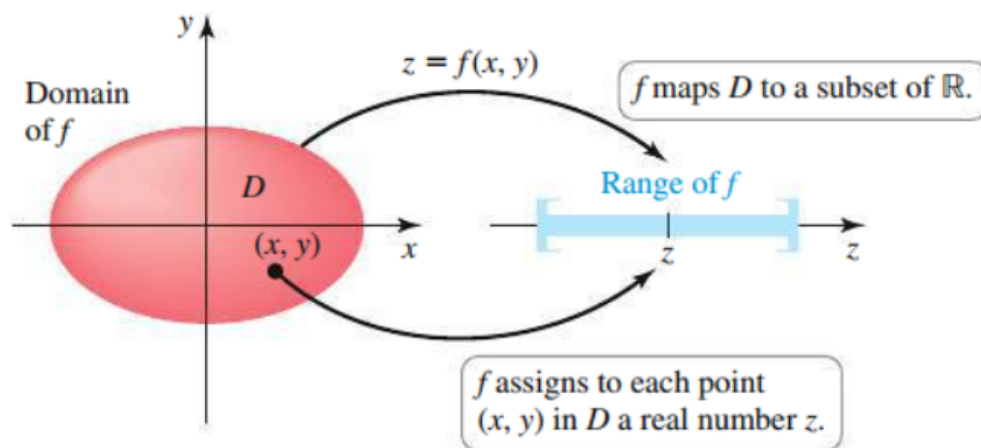 y
z = f(x, y)
f maps D to a subset of ℝ.
Domain
of f
D
Range of f
(x, y)
x
z
z
f assigns to each point
(x, y) in D a real number z.